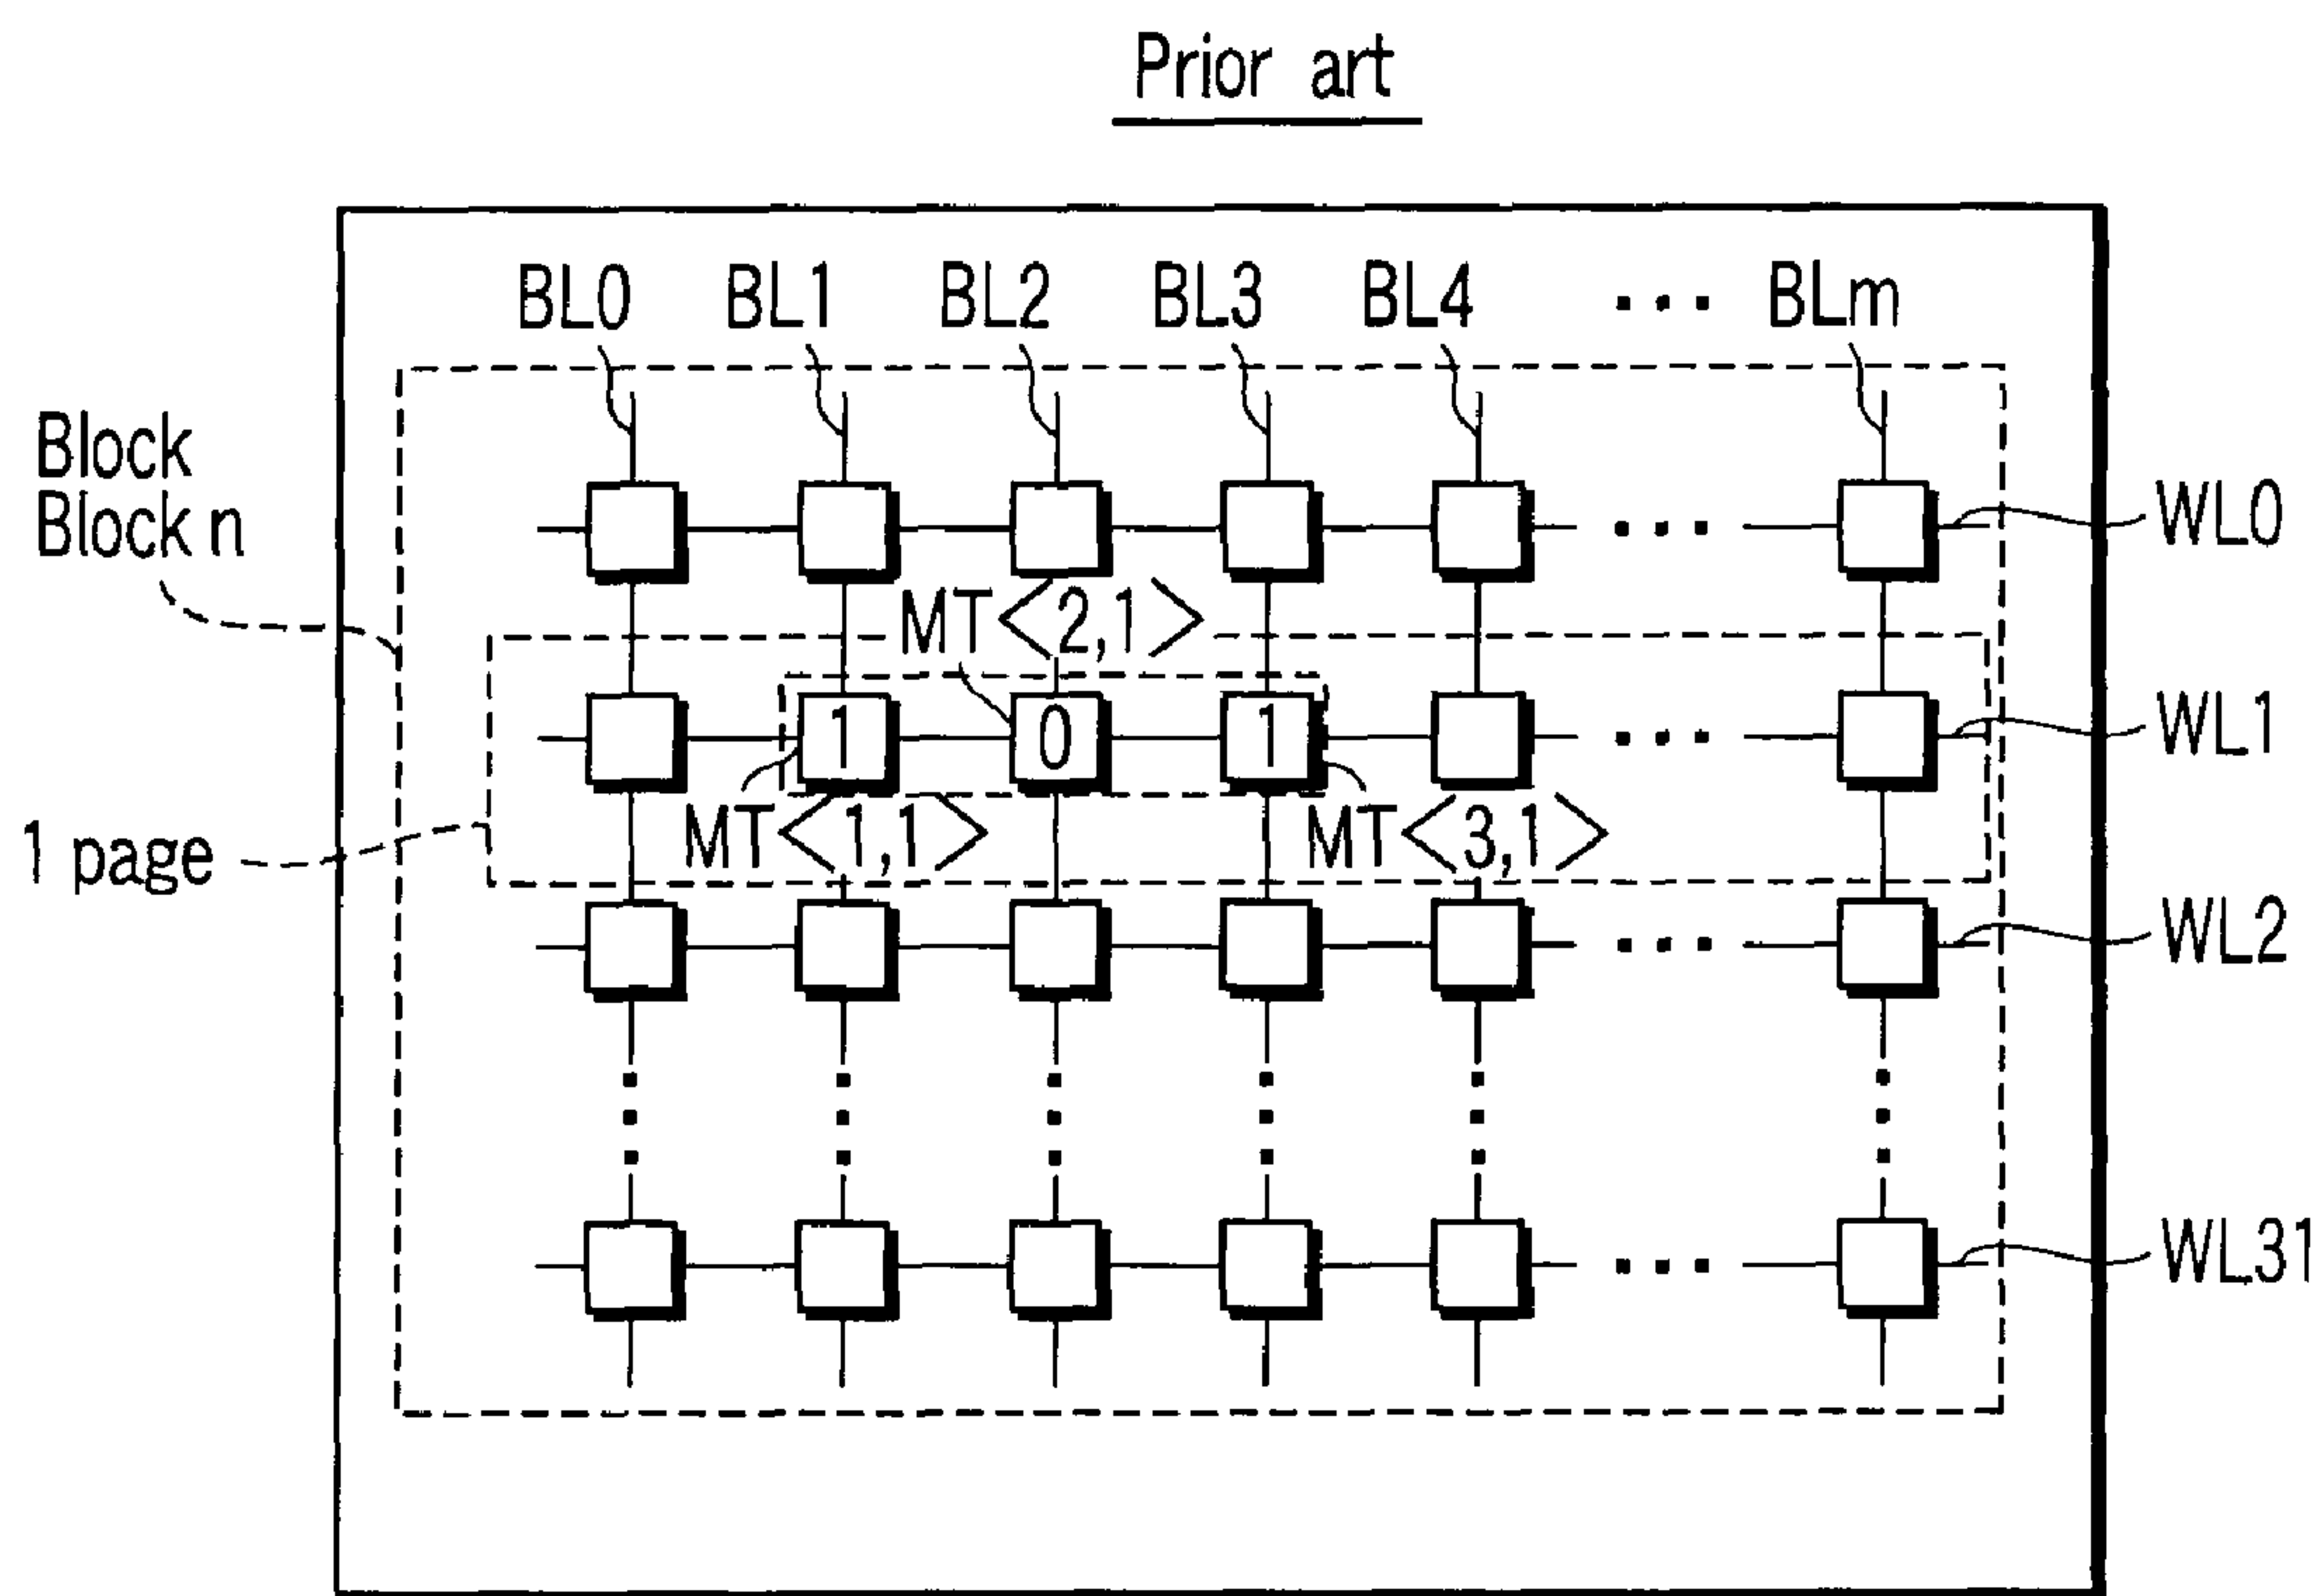 Prior art
BL0 BL1 BL2 BL3 BL4 ... BLm
Block
Block n
WL0
MT<2,1>
1 0 1
WL1
MT<1,1> MT<3,1>
1 page
WL2
WL31